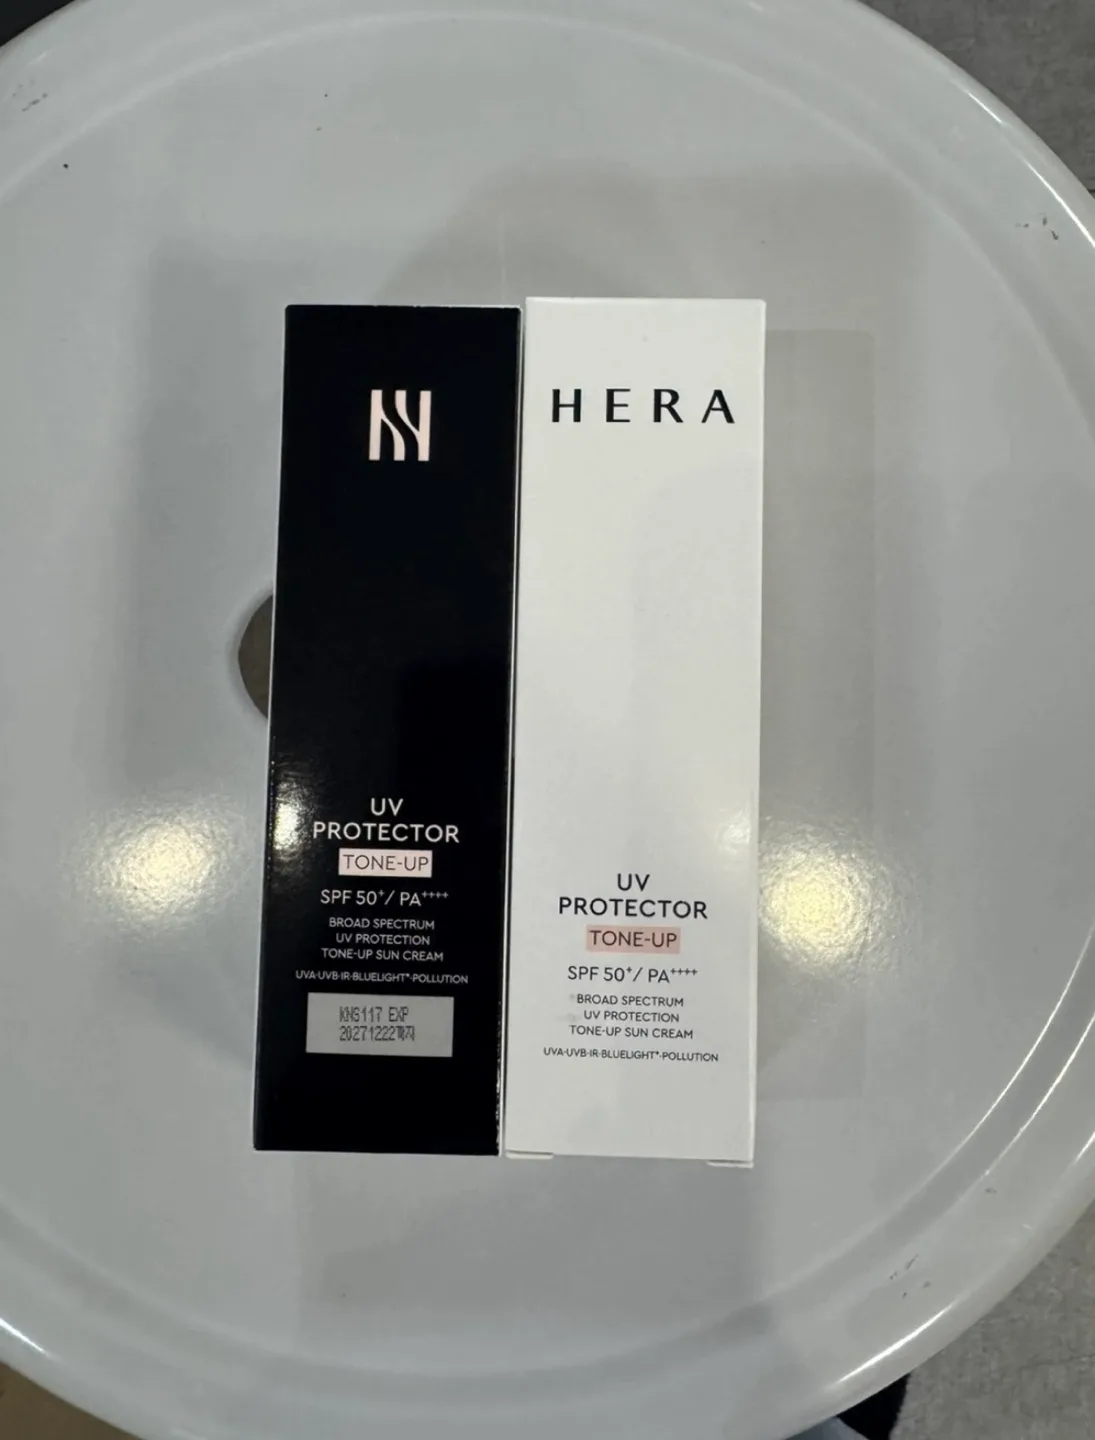 UV
PROTECTOR
TONE-UP
SPF 50+/ PA++++
BROAD SPECTRUM
UV PROTECTION
TONE-UP SUN CREAM
UVA·UVB·IR·BLUELIGHT*·POLLUTION
KNG117 EXP
20271222까지
HERA
UV
PROTECTOR
TONE-UP
SPF 50+/ PA++++
BROAD SPECTRUM
UV PROTECTION
TONE-UP SUN CREAM
UVA·UVB·IR·BLUELIGHT*·POLLUTION